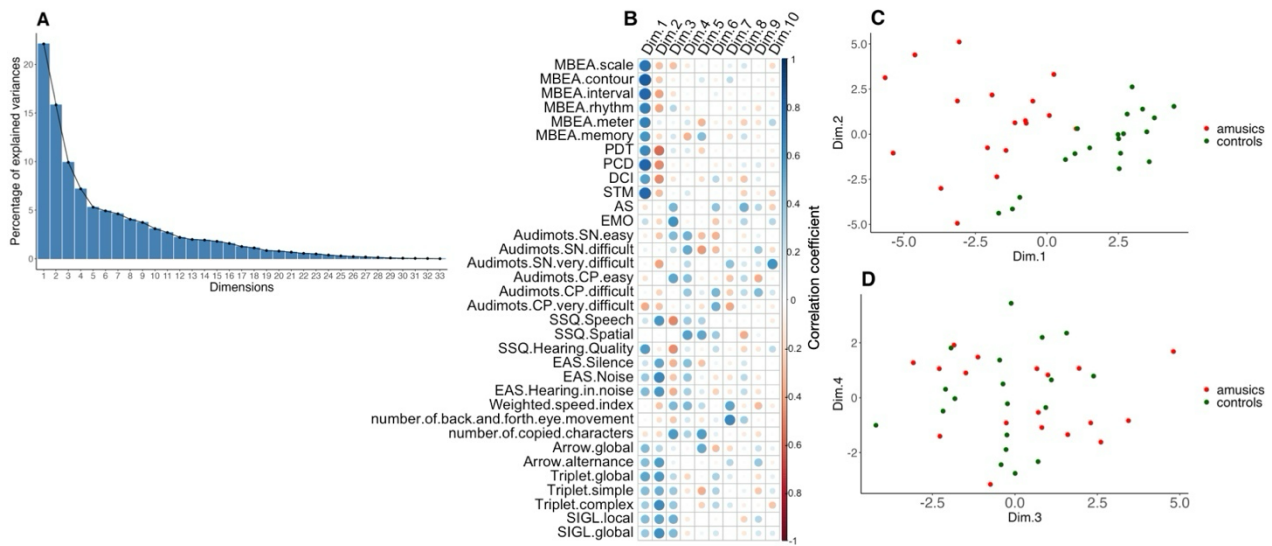 A
Percentage of explained variances
20
15
10
5
0
1 2 3 4 5 6 7 8 9 10 11 12 13 14 15 16 17 18 19 20 21 22 23 24 25 26 27 28 29 30 31 32 33
Dimensions
B
Dim.1 Dim.2 Dim.3 Dim.4 Dim.5 Dim.6 Dim.7 Dim.8 Dim.9 Dim.10
MBEA.scale
MBEA.contour
MBEA.interval
MBEA.rhythm
MBEA.meter
MBEA.memory
PDT
PCD
DCI
STM
AS
EMO
Audimots.SN.easy
Audimots.SN.difficult
Audimots.SN.very.difficult
Audimots.CP.easy
Audimots.CP.difficult
Audimots.CP.very.difficult
SSQ.Speech
SSQ.Spatial
SSQ.Hearing.Quality
EAS.Silence
EAS.Noise
EAS.Hearing.in.noise
Weighted.speed.index
number.of.back.and.forth.eye.movement
number.of.copied.characters
Arrow.global
Arrow.alternance
Triplet.global
Triplet.simple
Triplet.complex
SIGL.local
SIGL.global
1
0.8
0.6
0.4
0.2
0
-0.2
-0.4
-0.6
-0.8
-1
Correlation coefficient
C
Dim.2
5.0
2.5
0.0
-2.5
-5.0
-5.0 -2.5 0.0 2.5
Dim.1
amusics
controls
D
Dim.4
2
0
-2
-2.5 0.0 2.5 5.0
Dim.3
amusics
controls